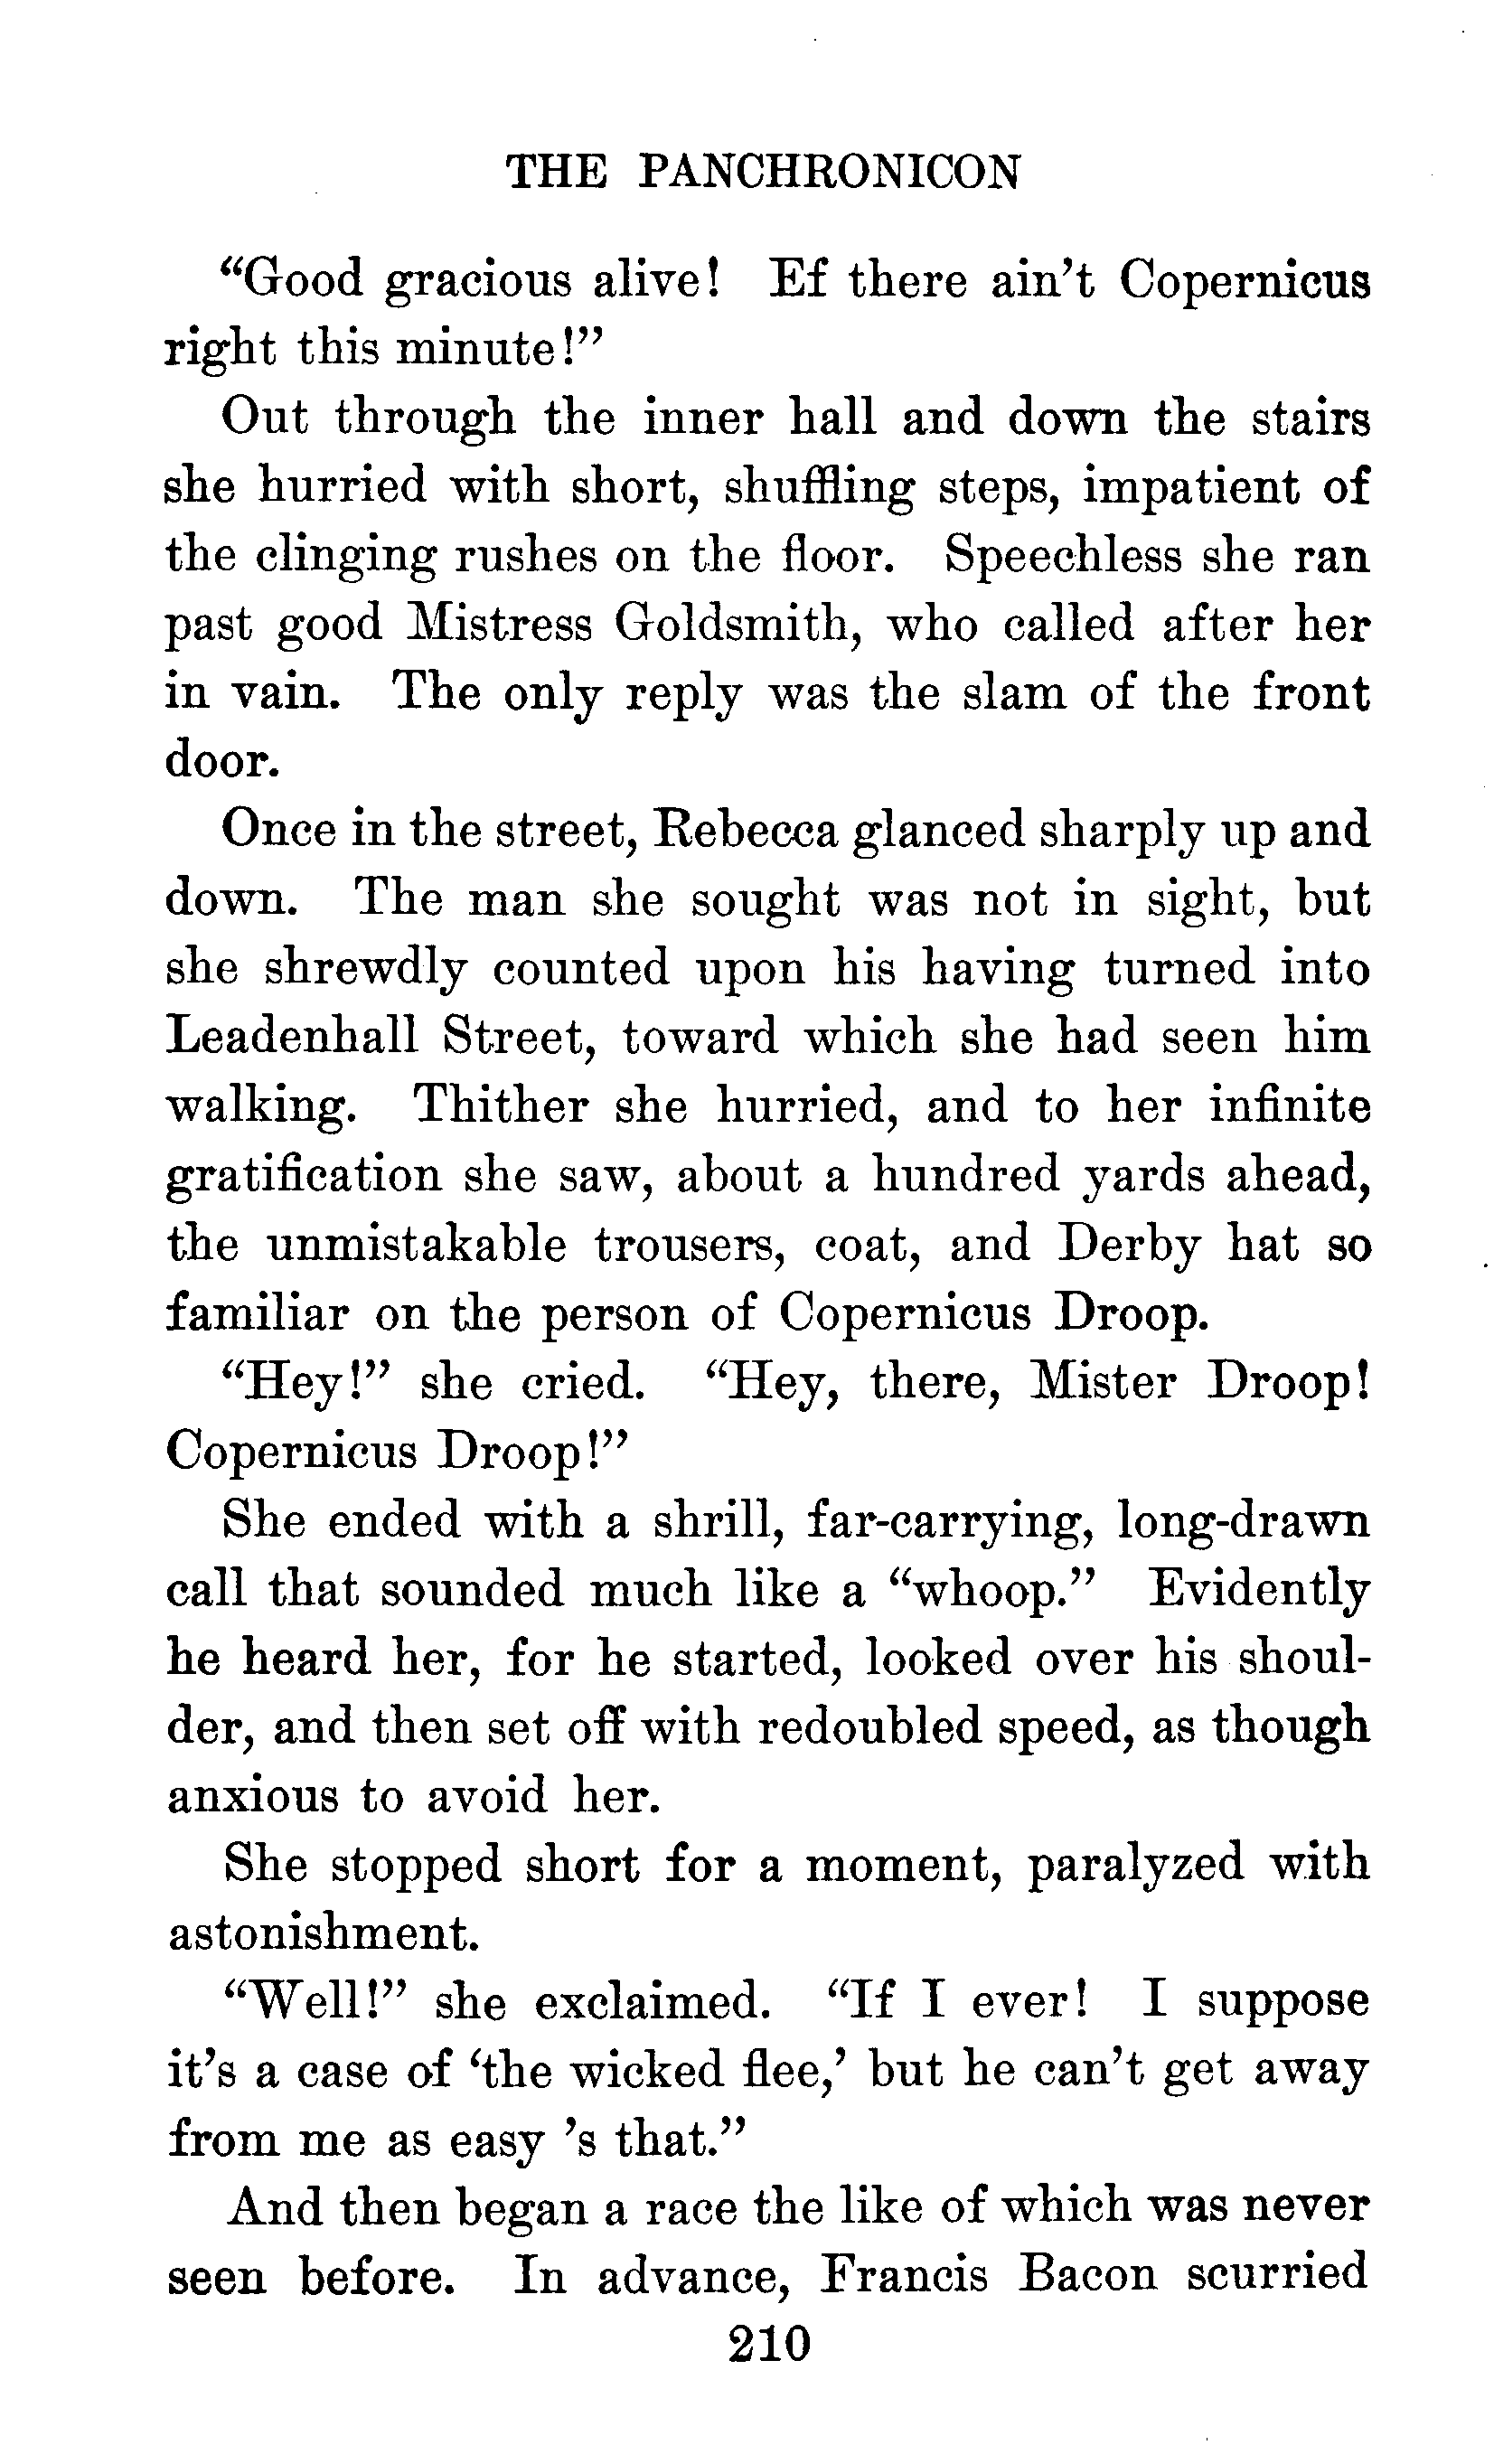 THE PANCHRONICON
“Good gracious alive! Ef there ain’t Copernicus
right this minute!”
Out through the inner hall and down the stairs
she hurried with short, shuffling steps, impatient of
the clinging rushes on the floor. Speechless she ran
past good Mistress Goldsmith, who called after her
in vain. The only reply was the slam of the front
door.
Once in the street, Rebecca glanced sharply up and
down. The man she sought was not in sight, but
she shrewdly counted upon his having turned into
Leadenhall Street, toward which she had seen him
walking. Thither she hurried, and to her infinite
gratification she saw, about a hundred yards ahead,
the unmistakable trousers, coat, and Derby hat so
familiar on the person of Copernicus Droop.
“Hey!” she cried. “Hey, there, Mister Droop!
Copernicus Droop!”
She ended with a shrill, far-carrying, long-drawn
call that sounded much like a “whoop.” Evidently
he heard her, for he started, looked over his shoul-
der, and then set off with redoubled speed, as though
anxious to avoid her.
She stopped short for a moment, paralyzed with
astonishment.
“Well!” she exclaimed. “If I ever! I suppose
it’s a case of ‘the wicked flee,’ but he can’t get away
from me as easy ’s that.”
And then began a race the like of which was never
seen before. In advance, Francis Bacon scurried
210